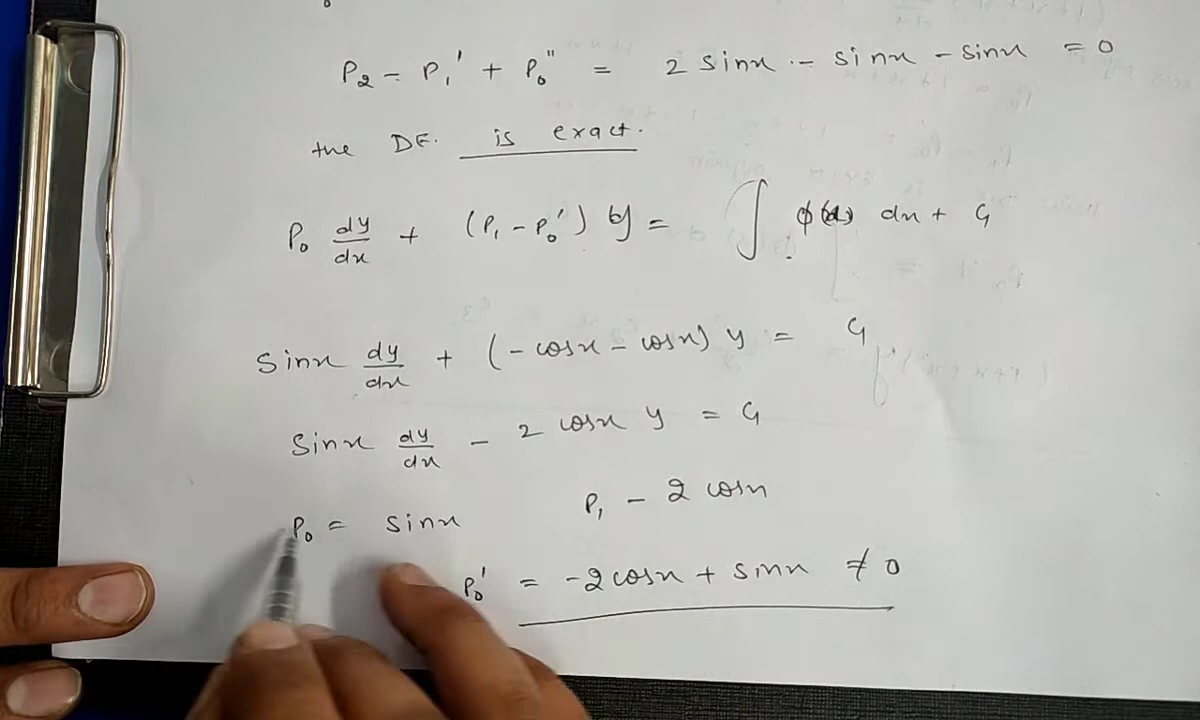 P₂ - P₁' + P₀'' = 2 sinx - sinx - sinx = 0
the DE. is exact.
P₀ dy/dx + (P₁ - P₀') y = ∫ φ(x) dx + C₁
sinx dy/dx + (-cosx - cosx) y = C₁
sinx dy/dx - 2 cosx y = C₁
P₁ - 2 cosx
P₀ = sinx
P₀' = -2cosx + sinx ≠ 0